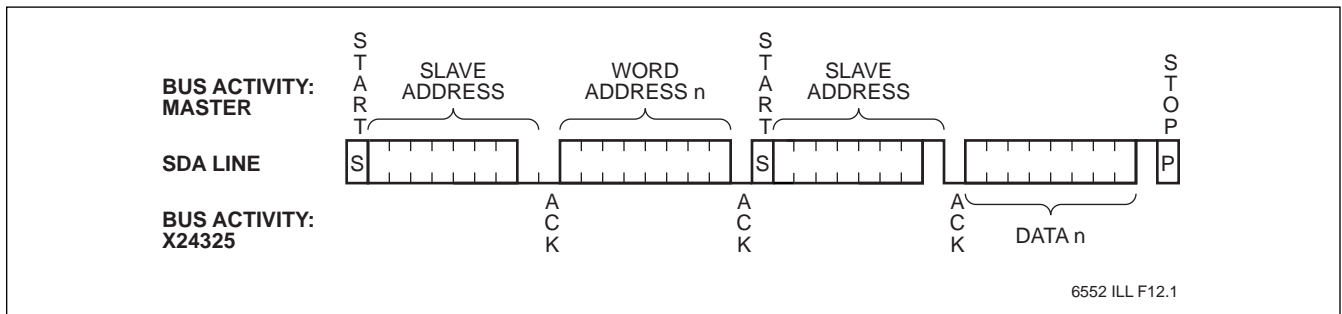 START
START
STOP
BUS ACTIVITY:
MASTER
SLAVE
ADDRESS
WORD
ADDRESS n
SLAVE
ADDRESS
SDA LINE
S
S
P
BUS ACTIVITY:
X24325
ACK
ACK
ACK
DATA n
6552 ILL F12.1